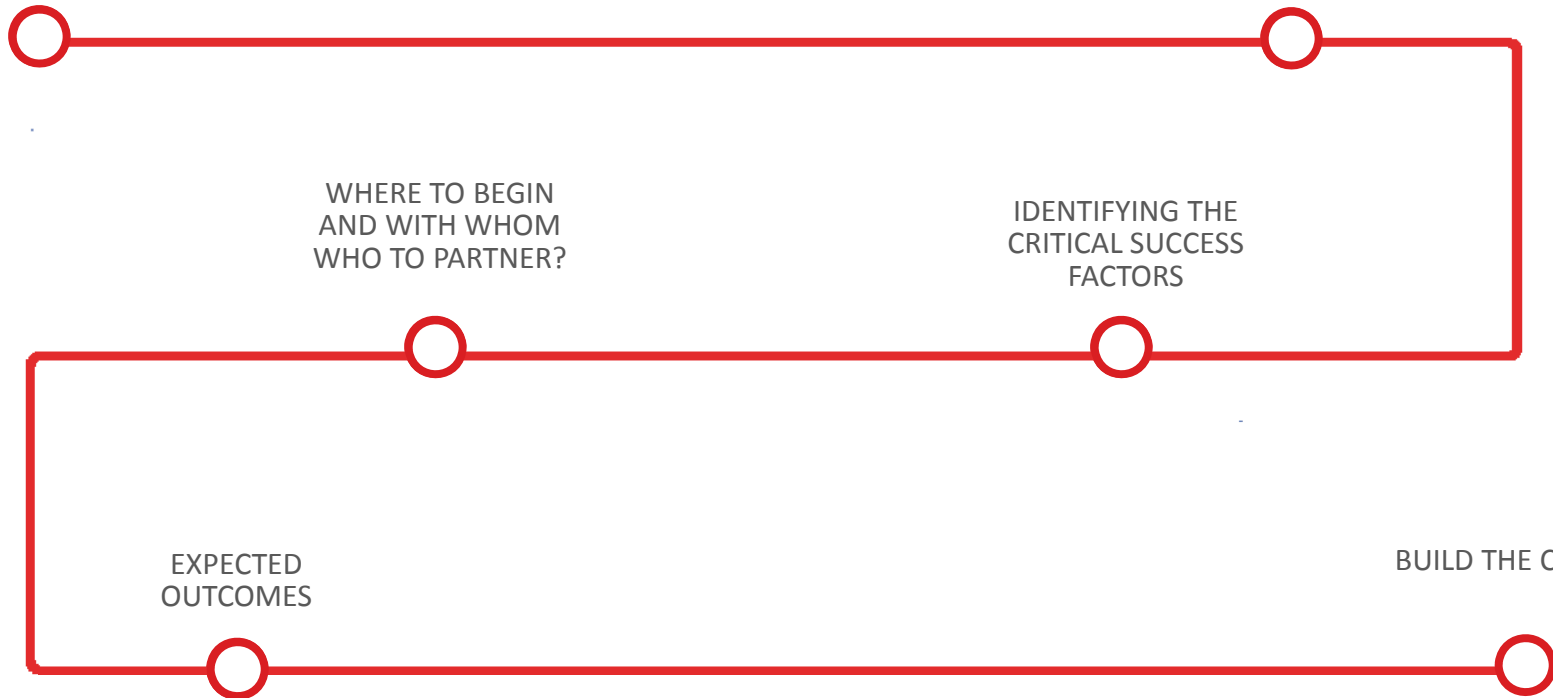 WHERE TO BEGIN
AND WITH WHOM
WHO TO PARTNER?
IDENTIFYING THE
CRITICAL SUCCESS
FACTORS
EXPECTED
OUTCOMES
BUILD THE